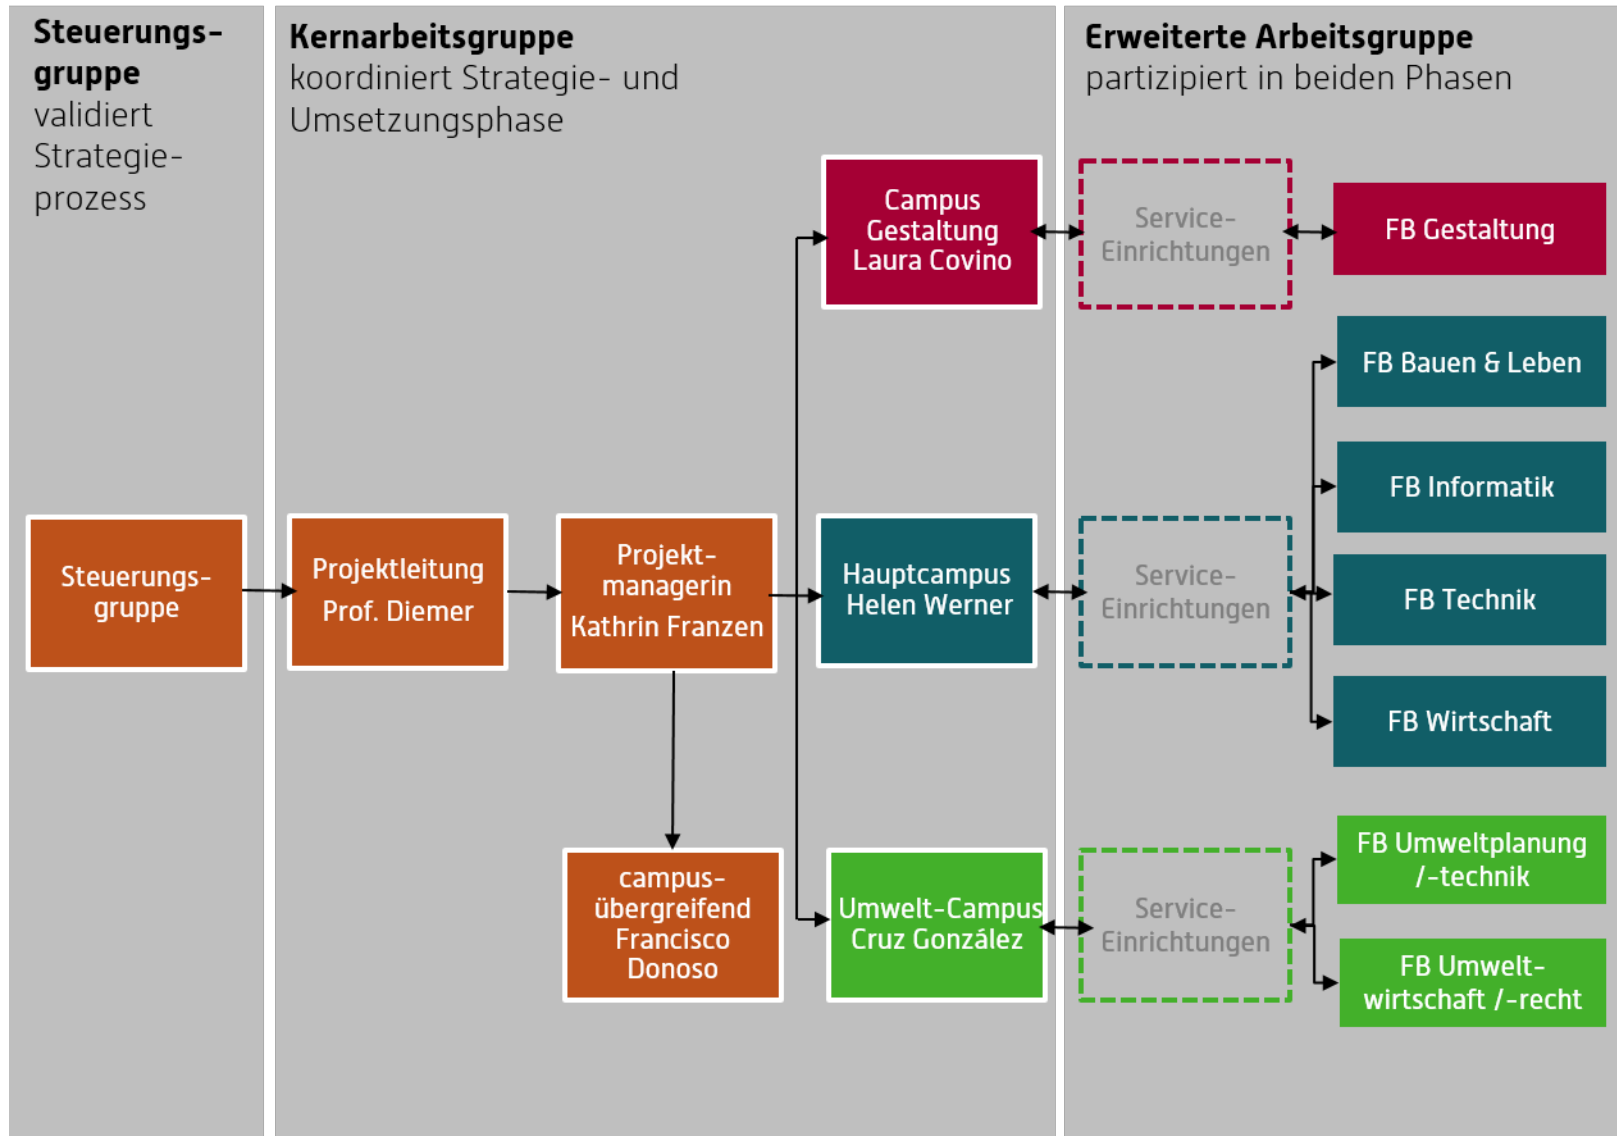 Steuerungs-
gruppe
validiert
Strategie-
prozess
Kernarbeitsgruppe
koordiniert Strategie- und
Umsetzungsphase
Erweiterte Arbeitsgruppe
partizipiert in beiden Phasen
Campus
Gestaltung
Laura Covino
Service-
Einrichtungen
FB Gestaltung
FB Bauen & Leben
FB Informatik
Steuerungs-
gruppe
Projektleitung
Prof. Diemer
Projekt-
managerin
Kathrin Franzen
Hauptcampus
Helen Werner
Service-
Einrichtungen
FB Technik
FB Wirtschaft
campus-
übergreifend
Francisco
Donoso
Umwelt-Campus
Cruz González
Service-
Einrichtungen
FB Umweltplanung
/-technik
FB Umwelt-
wirtschaft /-recht